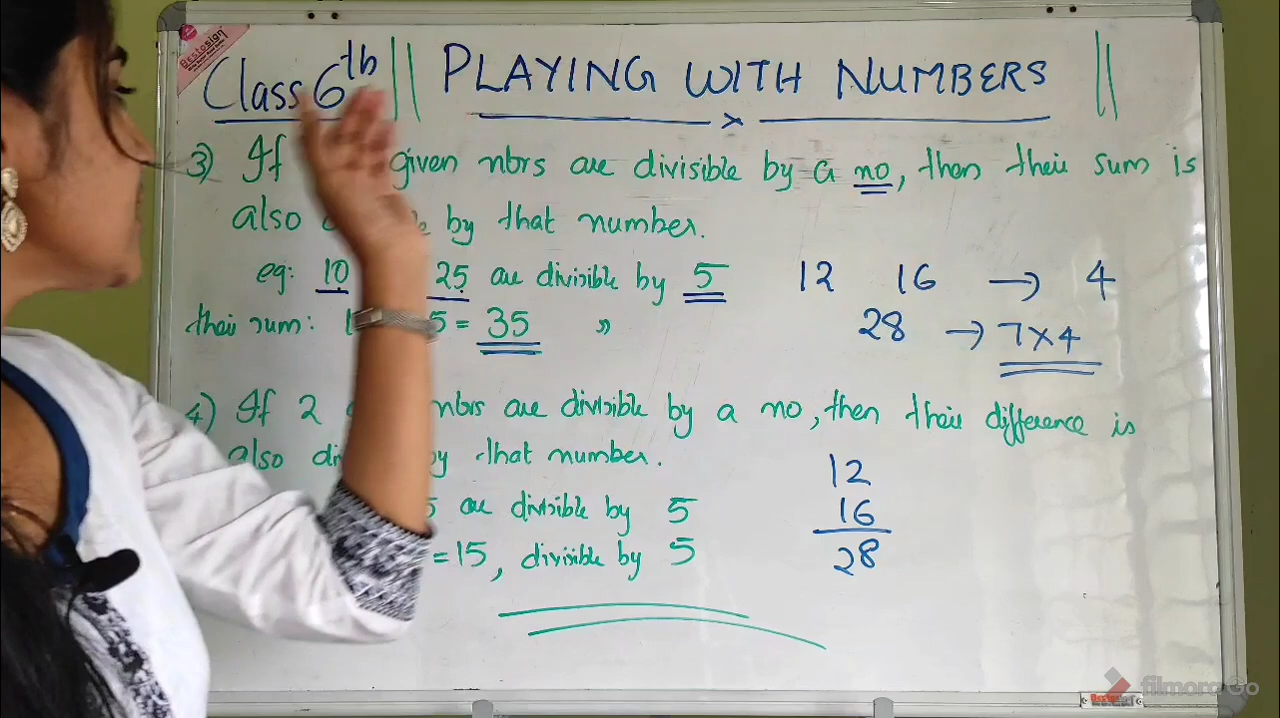 Bestosign
Class 6th || PLAYING WITH NUMBERS ||
3) If given nbrs are divisible by a no, then their sum is
also by that number.
eg: 10 25 are divisible by 5
their sum: 5 = 35 "
12 16 → 4
28 → 7×4
4) If 2 nbrs are divisible by a no, then their difference is
also by that number.
are divisible by 5
= 15, divisible by 5
12
16
28
filmoraGo